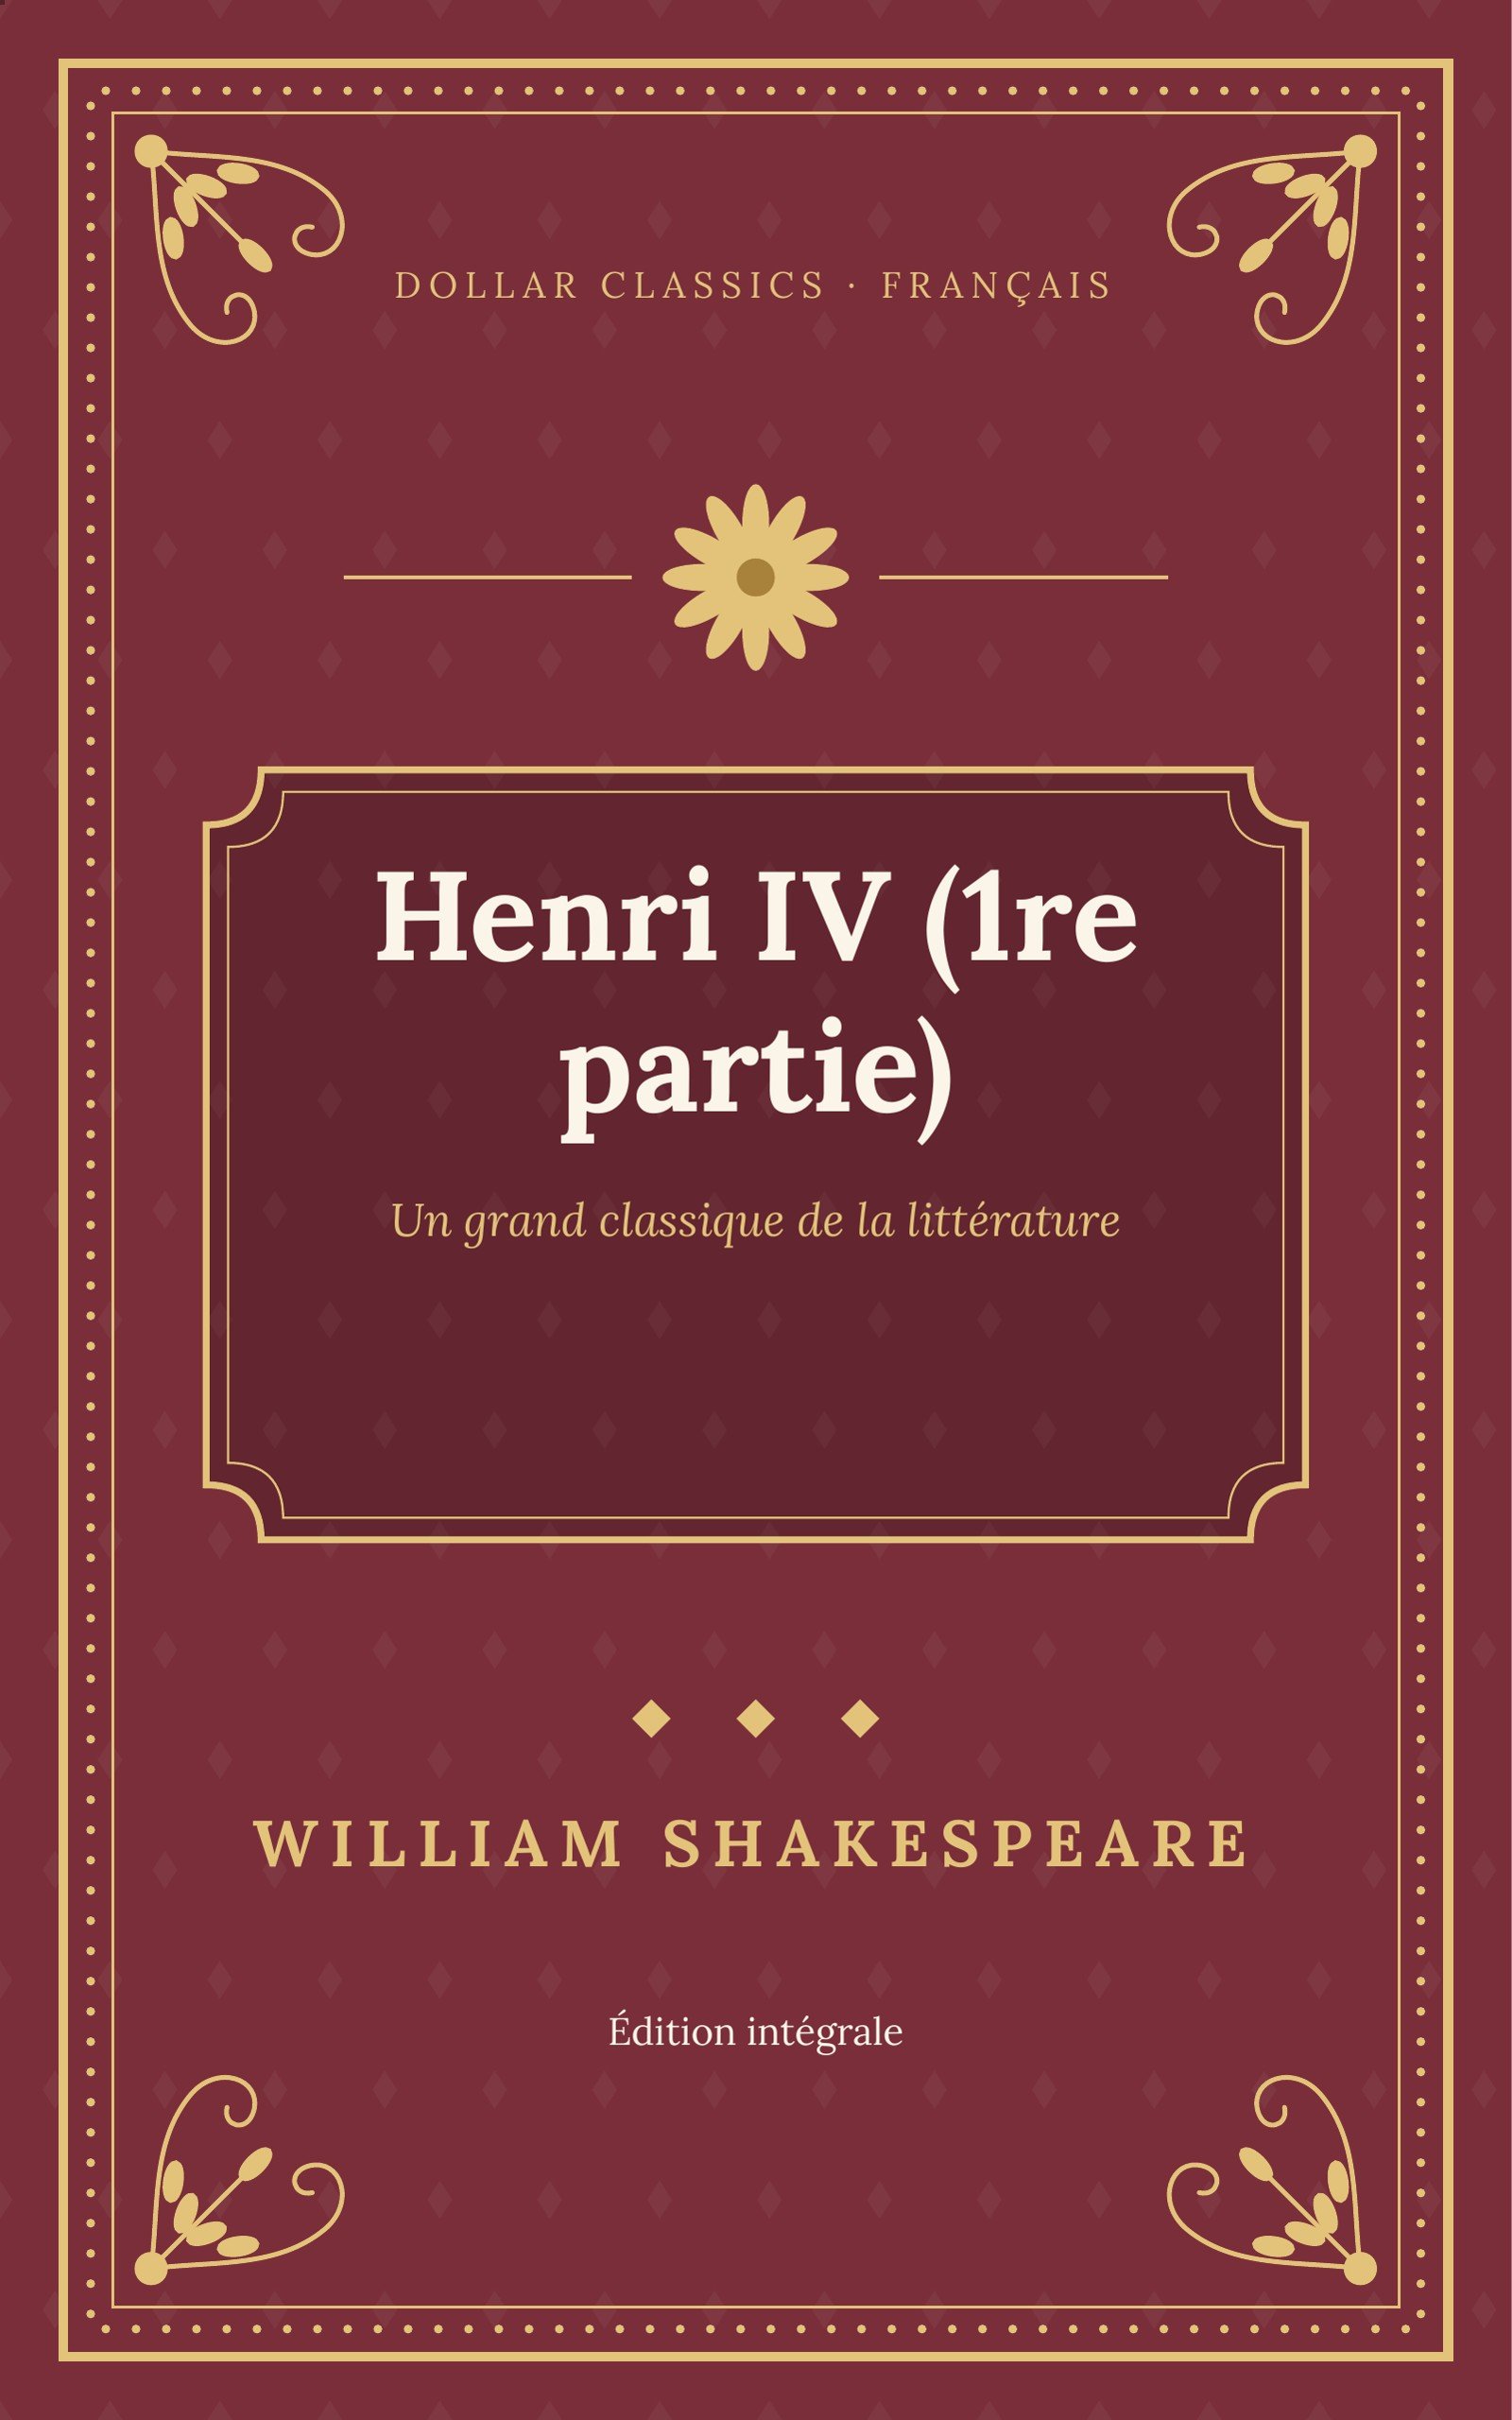 DOLLAR CLASSICS · FRANÇAIS
Henri IV (1re
partie)
Un grand classique de la littérature
WILLIAM SHAKESPEARE
Édition intégrale